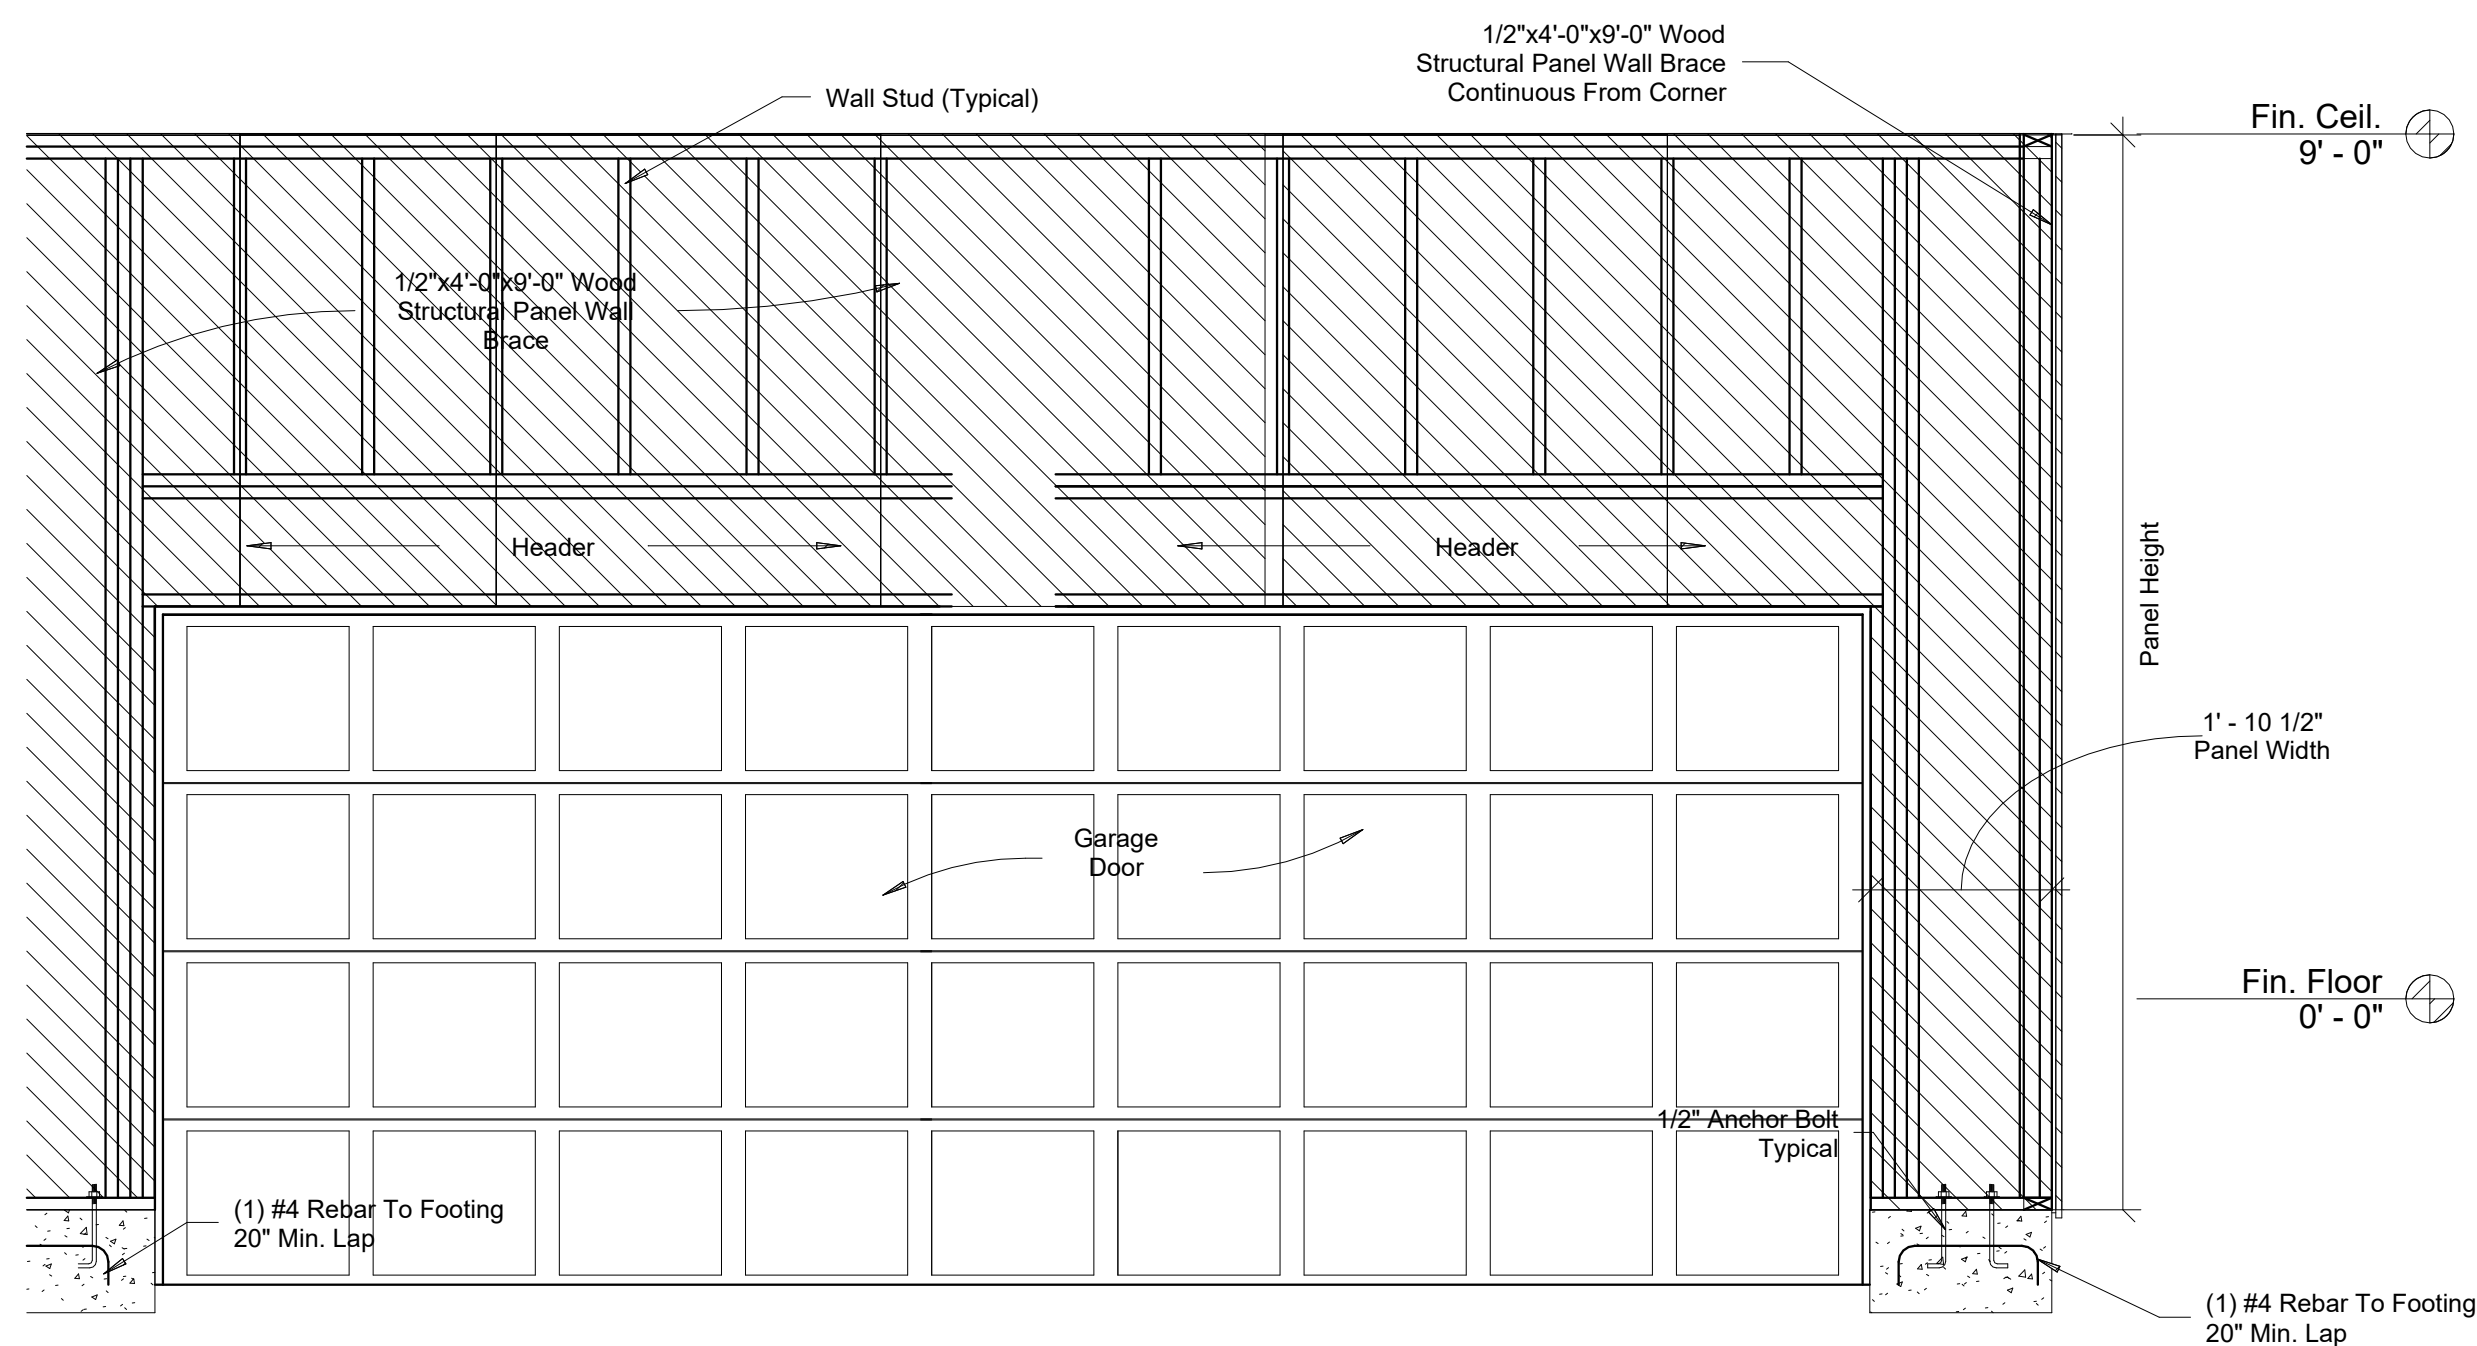 1/2"x4'-0"x9'-0" Wood
Structural Panel Wall Brace
Continuous From Corner
Wall Stud (Typical)
Fin. Ceil.
9' - 0"
1/2"x4'-0"x9'-0" Wood
Structural Panel Wall
Brace
Header
Header
Panel Height
1' - 10 1/2"
Panel Width
Garage
Door
Fin. Floor
0' - 0"
1/2" Anchor Bolt
Typical
(1) #4 Rebar To Footing
20" Min. Lap
(1) #4 Rebar To Footing
20" Min. Lap